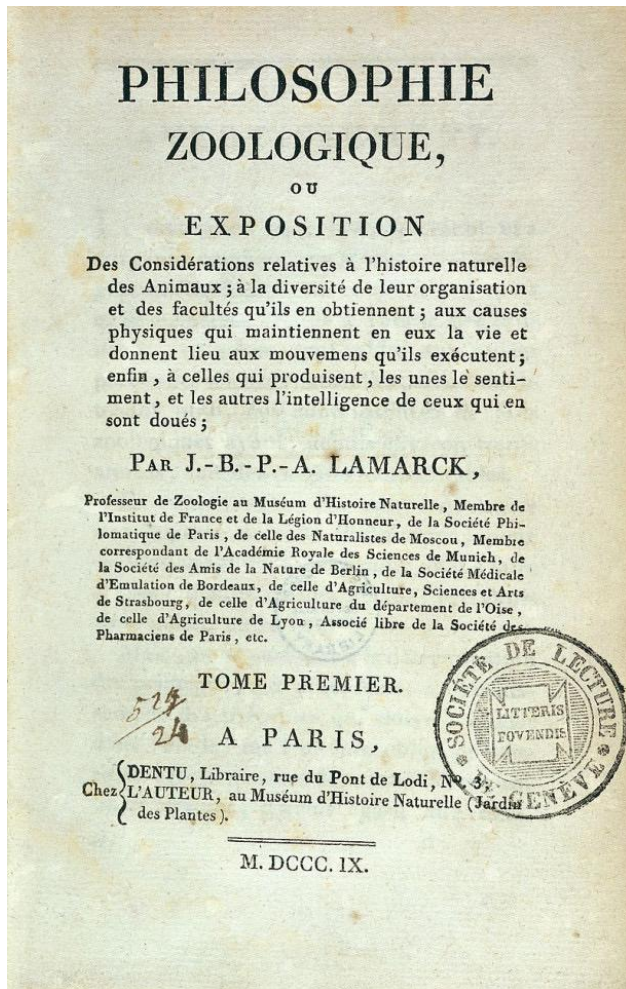 PHILOSOPHIE
ZOOLOGIQUE,
OU
EXPOSITION
Des Considérations relatives à l'histoire naturelle
des Animaux ; à la diversité de leur organisation
et des facultés qu'ils en obtiennent ; aux causes
physiques qui maintiennent en eux la vie et
donnent lieu aux mouvemens qu'ils exécutent ;
enfin , à celles qui produisent , les unes le senti-
ment , et les autres l'intelligence de ceux qui en
sont doués ;
PAR J.-B.-P.-A. LAMARCK,
Professeur de Zoologie au Muséum d'Histoire Naturelle , Membre de
l'Institut de France et de la Légion d'Honneur , de la Société Phi-
lomatique de Paris , de celle des Naturalistes de Moscou , Membre
correspondant de l'Académie Royale des Sciences de Munich , de
la Société des Amis de la Nature de Berlin , de la Société Médicale
d'Emulation de Bordeaux , de celle d'Agriculture, Sciences et Arts
de Strasbourg , de celle d'Agriculture du département de l'Oise ,
de celle d'Agriculture de Lyon , Associé libre de la Société des
Pharmaciens de Paris , etc.
TOME PREMIER.
24
SOCIÉTÉ DE LECTURE
DE GENÈVE
LITTERIS
FOVENDIS
A PARIS,
Chez
DENTU, Libraire, rue du Pont de Lodi, N°. 3 ;
L'AUTEUR, au Muséum d'Histoire Naturelle (Jardin
des Plantes ).
M. DCCC. IX.